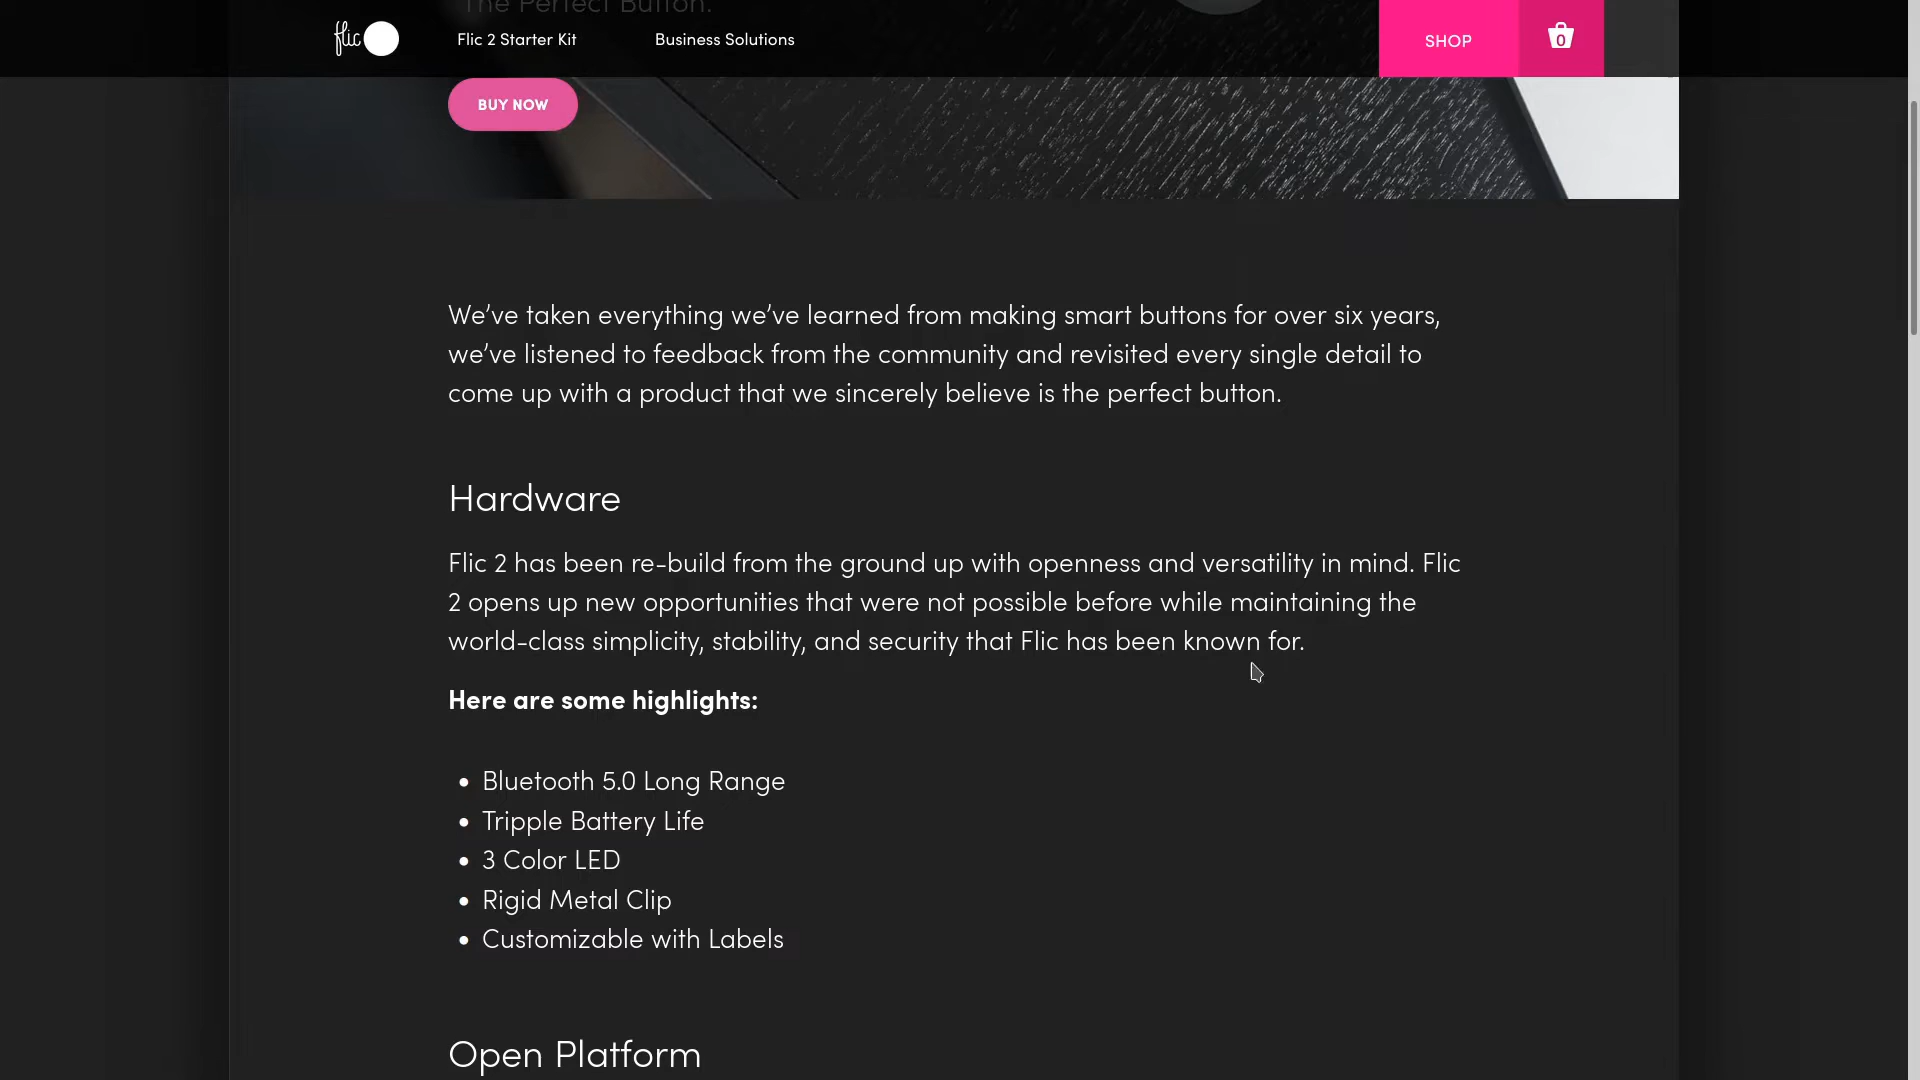 The Perfect Button.
flic
Flic 2 Starter Kit
Business Solutions
SHOP
0
BUY NOW
We’ve taken everything we’ve learned from making smart buttons for over six years,
we’ve listened to feedback from the community and revisited every single detail to
come up with a product that we sincerely believe is the perfect button.
Hardware
Flic 2 has been re-build from the ground up with openness and versatility in mind. Flic
2 opens up new opportunities that were not possible before while maintaining the
world-class simplicity, stability, and security that Flic has been known for.
Here are some highlights:
• Bluetooth 5.0 Long Range
• Tripple Battery Life
• 3 Color LED
• Rigid Metal Clip
• Customizable with Labels
Open Platform